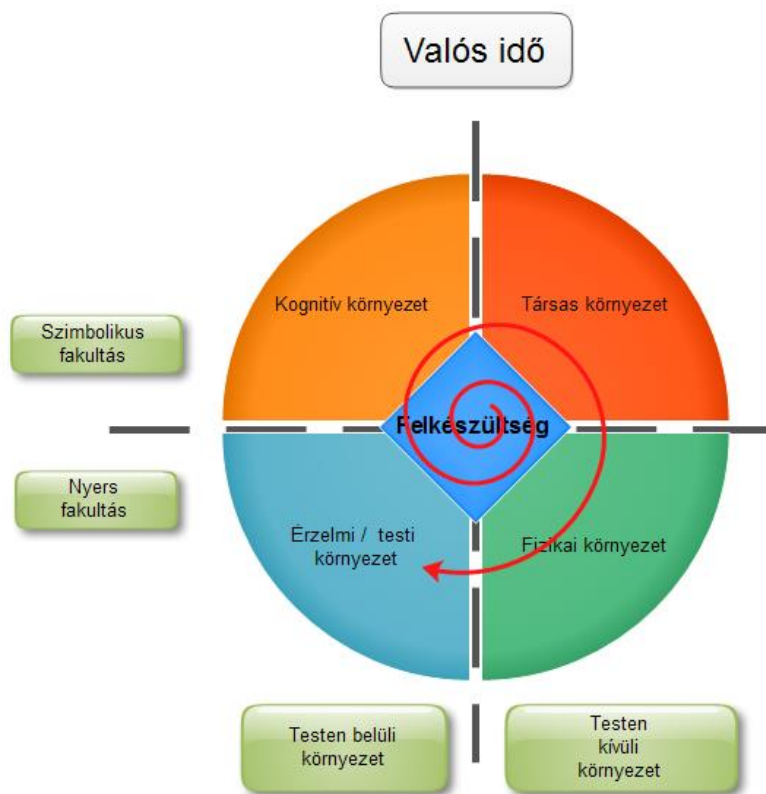 Valós idő
Kognitív környezet
Társas környezet
Szimbolikus
fakultás
Felkészültség
Nyers
fakultás
Érzelmi / testi
környezet
Fizikai környezet
Testen belüli
környezet
Testen
kívüli
környezet